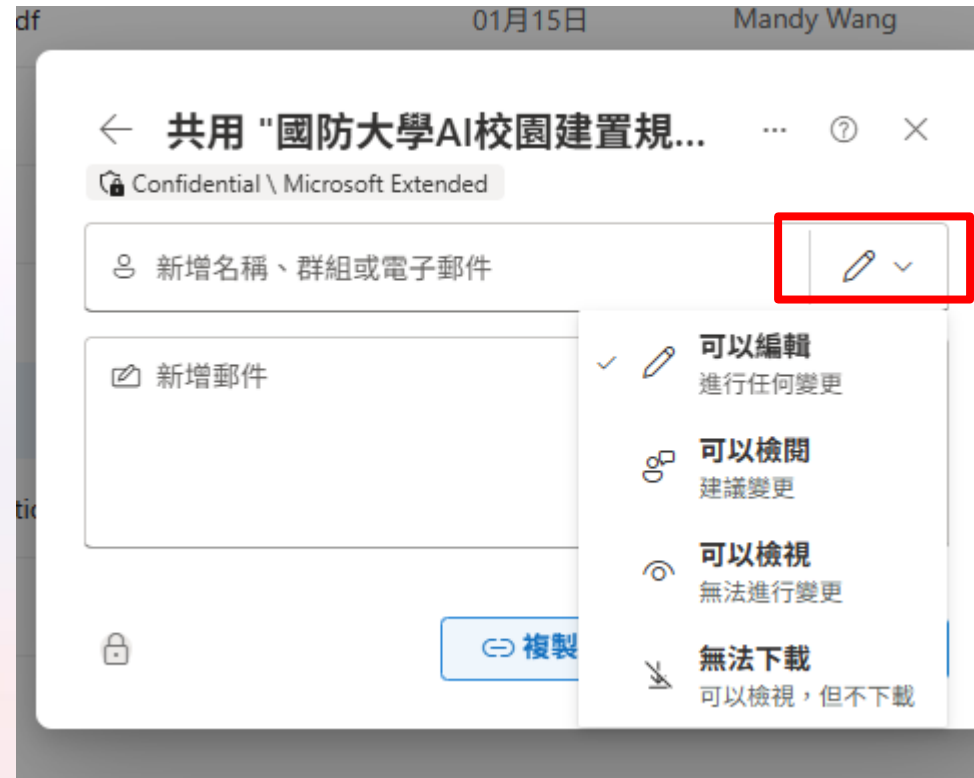 df 01月15日 Mandy Wang
共用 "國防大學AI校園建置規...
Confidential \ Microsoft Extended
新增名稱、群組或電子郵件
新增郵件
可以編輯
進行任何變更
可以檢閱
建議變更
可以檢視
無法進行變更
無法下載
可以檢視，但不下載
複製